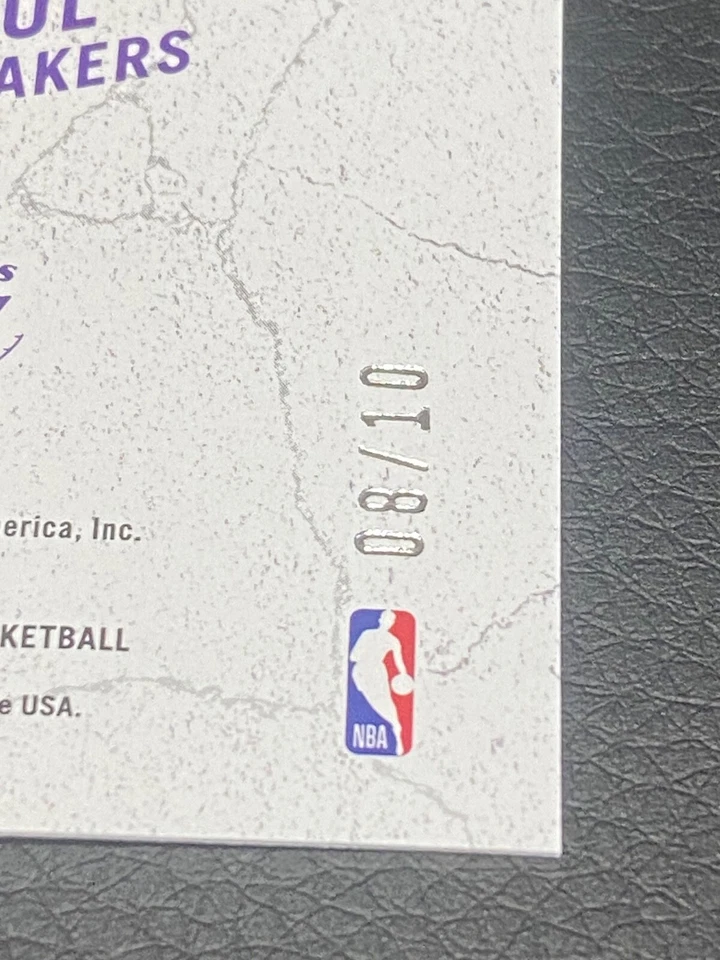 UL
AKERS
s
08/10
erica, Inc.
KETBALL
e USA.
NBA